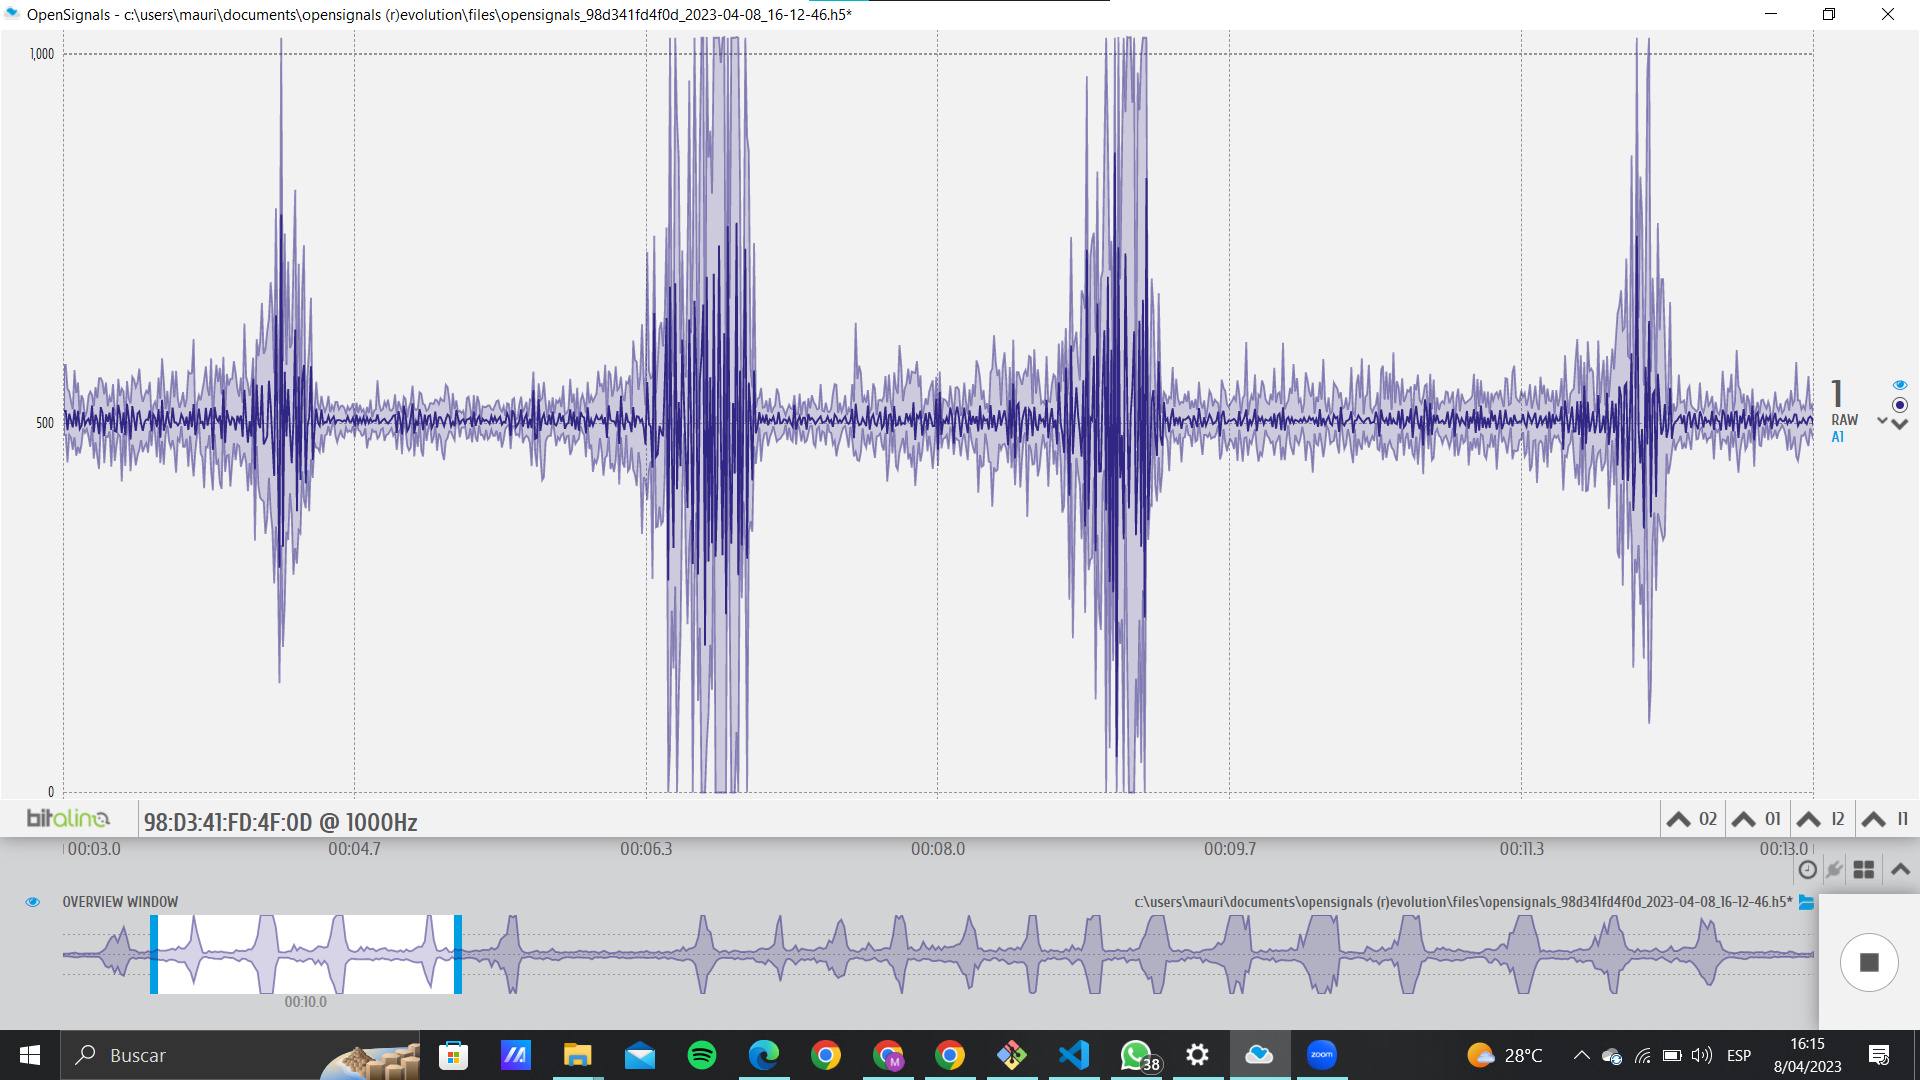 OpenSignals - c:\users\mauri\documents\opensignals (r)evolution\files\opensignals_98d341fd4f0d_2023-04-08_16-12-46.h5*
1,000
500
0
1
RAW
A1
bitalino
98:D3:41:FD:4F:0D @ 1000Hz
O2
O1
I2
I1
00:03.0
00:04.7
00:06.3
00:08.0
00:09.7
00:11.3
00:13.0
OVERVIEW WINDOW
c:\users\mauri\documents\opensignals (r)evolution\files\opensignals_98d341fd4f0d_2023-04-08_16-12-46.h5*
00:10.0
Buscar
M
38
zoom
28°C
ESP
16:15
8/04/2023